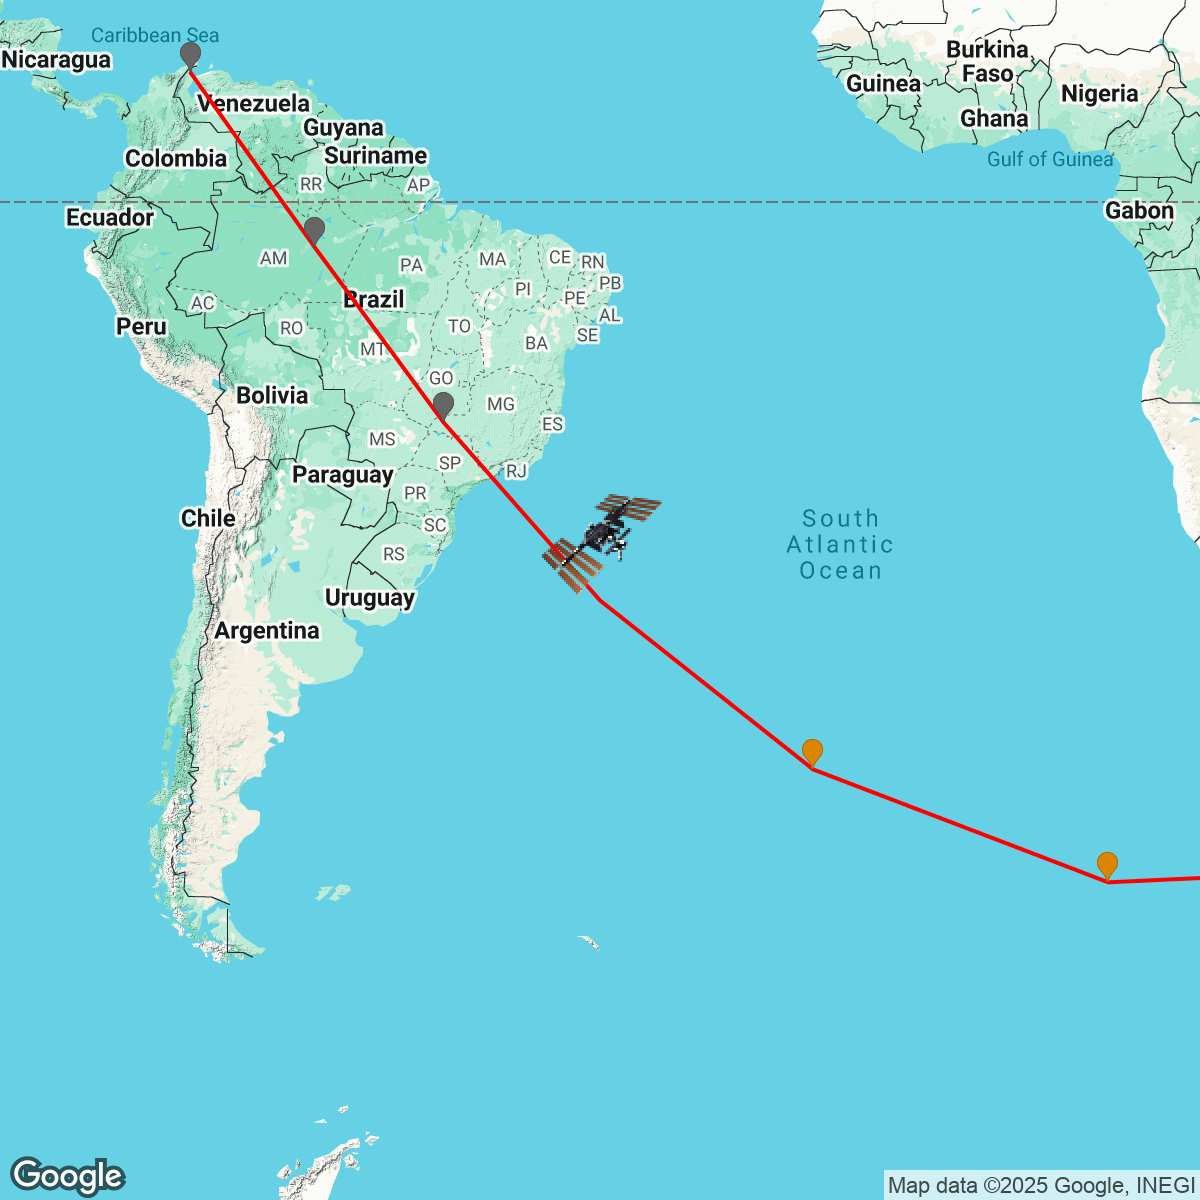 Caribbean Sea
Nicaragua
Venezuela
Guyana
Suriname
Colombia
RR
AP
Ecuador
AM
PA
MA
CE
RN
PB
PI
PE
AL
SE
AC
Brazil
Peru
RO
MT
TO
BA
GO
Bolivia
MG
ES
MS
SP
RJ
Paraguay
PR
Chile
SC
RS
Uruguay
Argentina
Burkina
Faso
Guinea
Nigeria
Ghana
Gulf of Guinea
Gabon
South
Atlantic
Ocean
Google
Map data ©2025 Google, INEGI